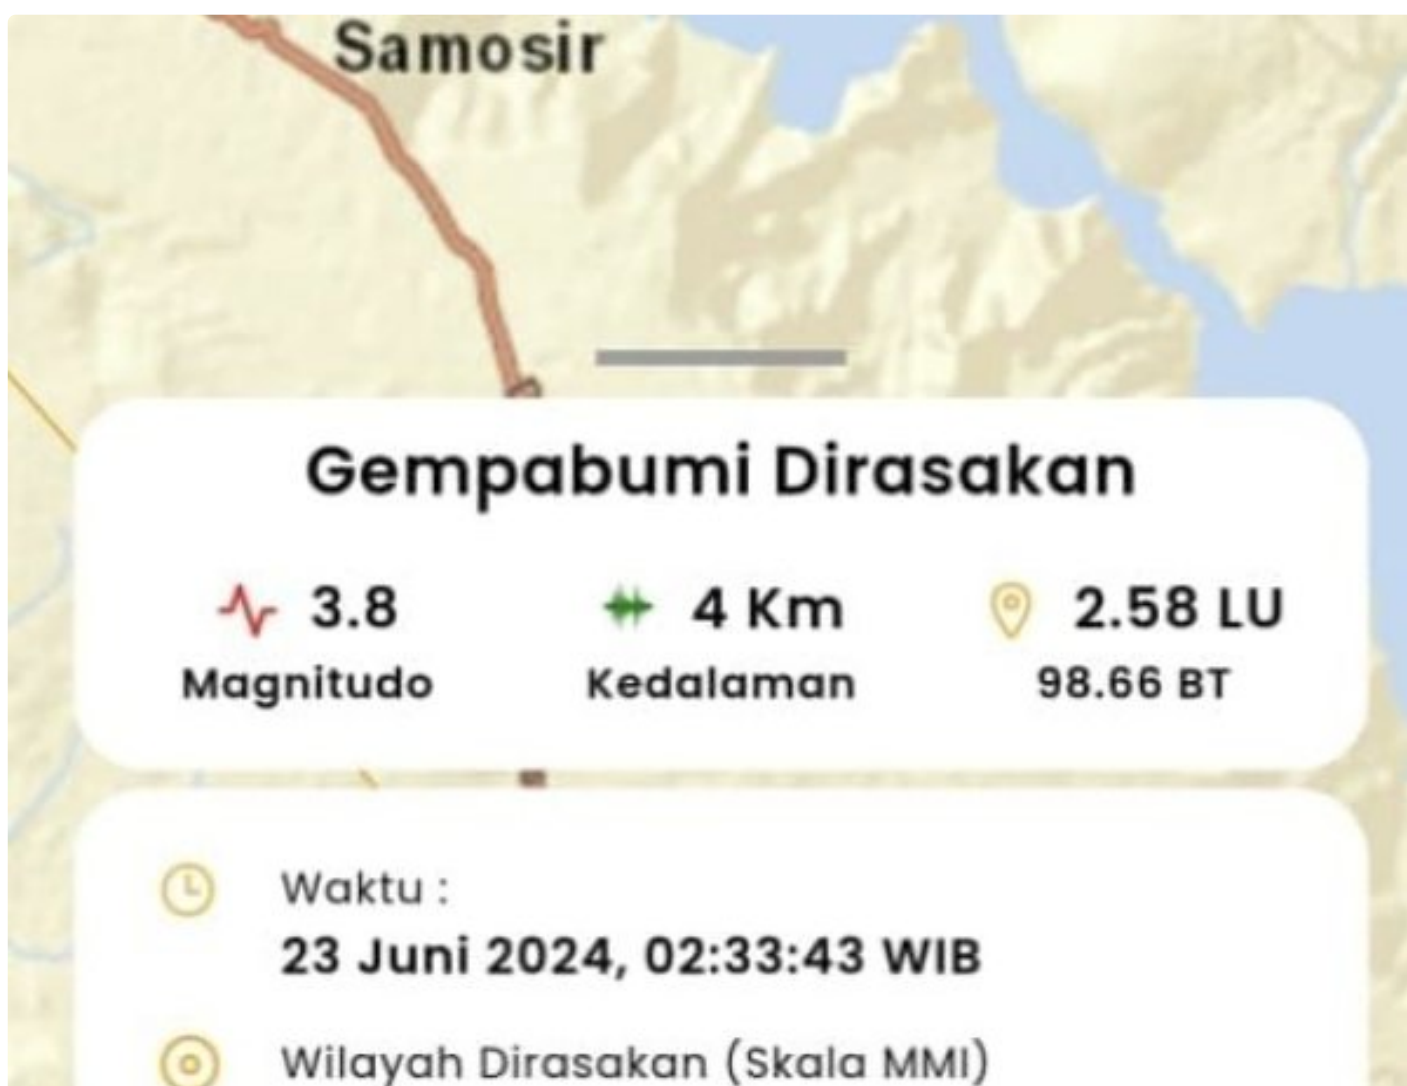 Samosir
Gempabumi Dirasakan
3.8
Magnitudo
4 Km
Kedalaman
2.58 LU
98.66 BT
Waktu :
23 Juni 2024, 02:33:43 WIB
Wilayah Dirasakan (Skala MMI)